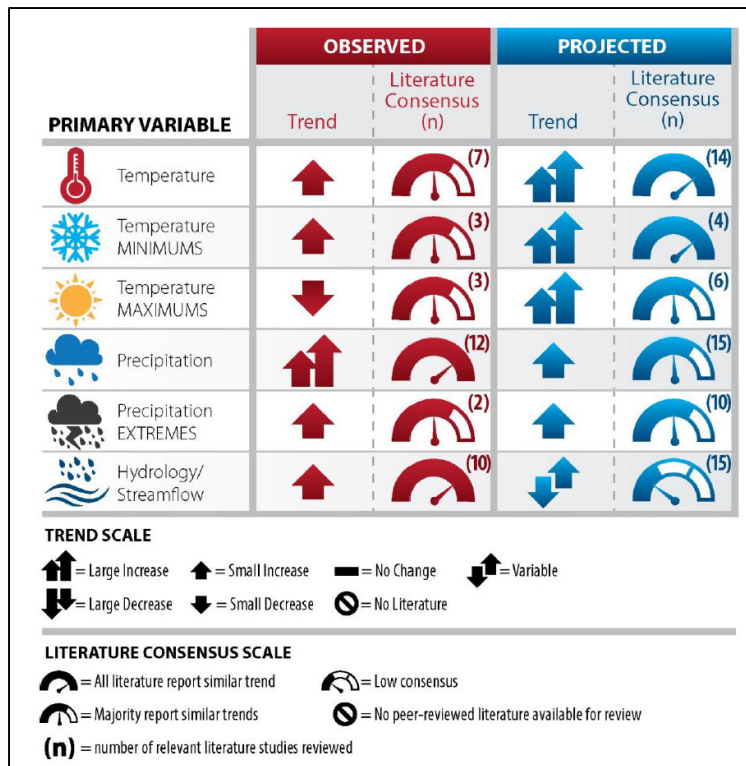 OBSERVED PROJECTED
PRIMARY VARIABLE Trend Literature Consensus (n) Trend Literature Consensus (n)
Temperature (7) (14)
Temperature MINIMUMS (3) (4)
Temperature MAXIMUMS (3) (6)
Precipitation (12) (15)
Precipitation EXTREMES (2) (10)
Hydrology/ Streamflow (10) (15)
TREND SCALE
= Large Increase = Small Increase = No Change = Variable
= Large Decrease = Small Decrease = No Literature
LITERATURE CONSENSUS SCALE
= All literature report similar trend = Low consensus
= Majority report similar trends = No peer-reviewed literature available for review
(n) = number of relevant literature studies reviewed